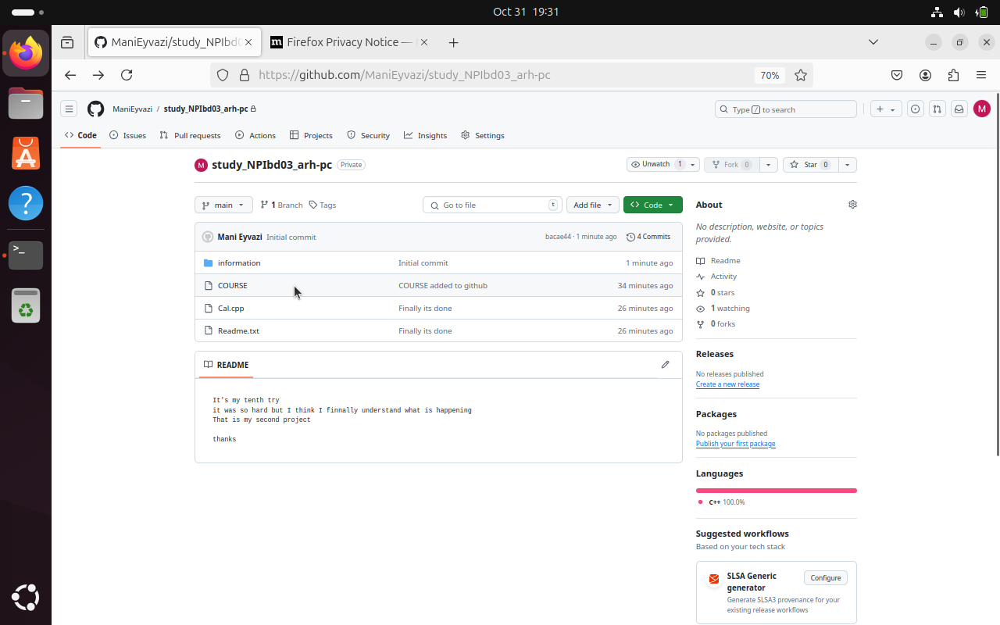 Oct 31 19:31
ManiEyvazi/study_NPIbd0
Firefox Privacy Notice —
https://github.com/ManiEyvazi/study_NPIbd03_arh-pc
70%
ManiEyvazi / study_NPIbd03_arh-pc
Type / to search
M
Code
Issues
Pull requests
Actions
Projects
Security
Insights
Settings
M study_NPIbd03_arh-pc Private
Unwatch 1
Fork 0
Star 0
main
1 Branch
Tags
Go to file t
Add file
Code
Mani Eyvazi Initial commit bacae44 · 1 minute ago 4 Commits
information Initial commit 1 minute ago
COURSE COURSE added to github 34 minutes ago
Cal.cpp Finally its done 26 minutes ago
Readme.txt Finally its done 26 minutes ago
README
It's my tenth try
it was so hard but I think I finnally understand what is happening
That is my second project
thanks
About
No description, website, or topics
provided.
Readme
Activity
0 stars
1 watching
0 forks
Releases
No releases published
Create a new release
Packages
No packages published
Publish your first package
Languages
C++ 100.0%
Suggested workflows
Based on your tech stack
SLSA Generic
generator
Configure
Generate SLSA3 provenance for your
existing release workflows